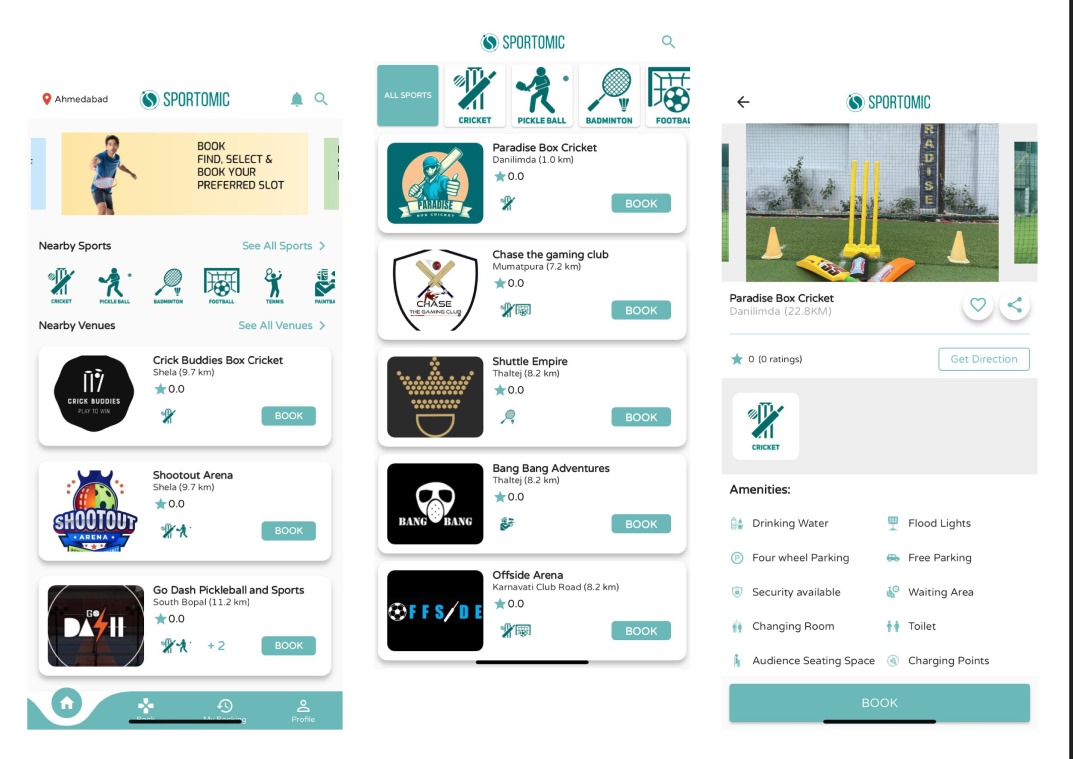 Ahmedabad
SPORTOMIC
BOOK
FIND, SELECT &
BOOK YOUR
PREFERRED SLOT
Nearby Sports
See All Sports >
CRICKET
PICKLE BALL
BADMINTON
FOOTBALL
TENNIS
PAINTBA
Nearby Venues
See All Venues >
CRICK BUDDIES
PLAY TO WIN
Crick Buddies Box Cricket
Shela (9.7 km)
0.0
BOOK
SHOOTOUT
ARENA
Shootout Arena
Shela (9.7 km)
0.0
BOOK
GO
DASH
Go Dash Pickleball and Sports
South Bopal (11.2 km)
0.0
+ 2
BOOK
Book
My Booking
Profile
SPORTOMIC
ALL SPORTS
CRICKET
PICKLE BALL
BADMINTON
FOOTBAL
PARADISE
BOX CRICKET
Paradise Box Cricket
Danilimda (1.0 km)
0.0
BOOK
CHASE
THE GAMING CLUB
Chase the gaming club
Mumatpura (7.2 km)
0.0
BOOK
Shuttle Empire
Thaltej (8.2 km)
0.0
BOOK
BANG BANG
Bang Bang Adventures
Thaltej (8.2 km)
0.0
BOOK
OFFSIDE
Offside Arena
Karnavati Club Road (8.2 km)
0.0
BOOK
SPORTOMIC
RADISE
Paradise Box Cricket
Danilimda (22.8KM)
0 (0 ratings)
Get Direction
CRICKET
Amenities:
Drinking Water
Flood Lights
Four wheel Parking
Free Parking
Security available
Waiting Area
Changing Room
Toilet
Audience Seating Space
Charging Points
BOOK